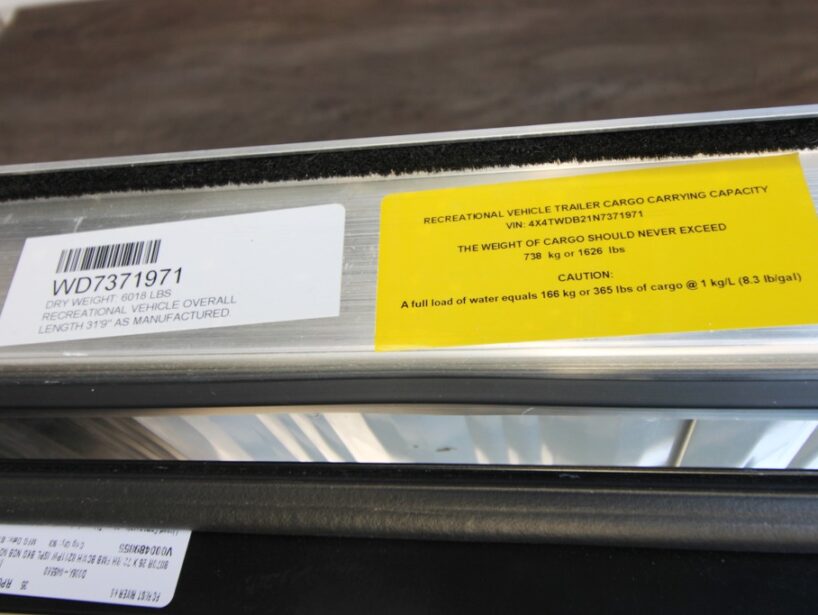 WD7371971
DRY WEIGHT: 6018 LBS
RECREATIONAL VEHICLE OVERALL
LENGTH 31'9" AS MANUFACTURED
RECREATIONAL VEHICLE TRAILER CARGO CARRYING CAPACITY
VIN: 4X4TWDB21N7371971
THE WEIGHT OF CARGO SHOULD NEVER EXCEED
738 kg or 1626 lbs
CAUTION:
A full load of water equals 166 kg or 365 lbs of cargo @ 1 kg/L (8.3 lb/gal)
FOREST RIVER